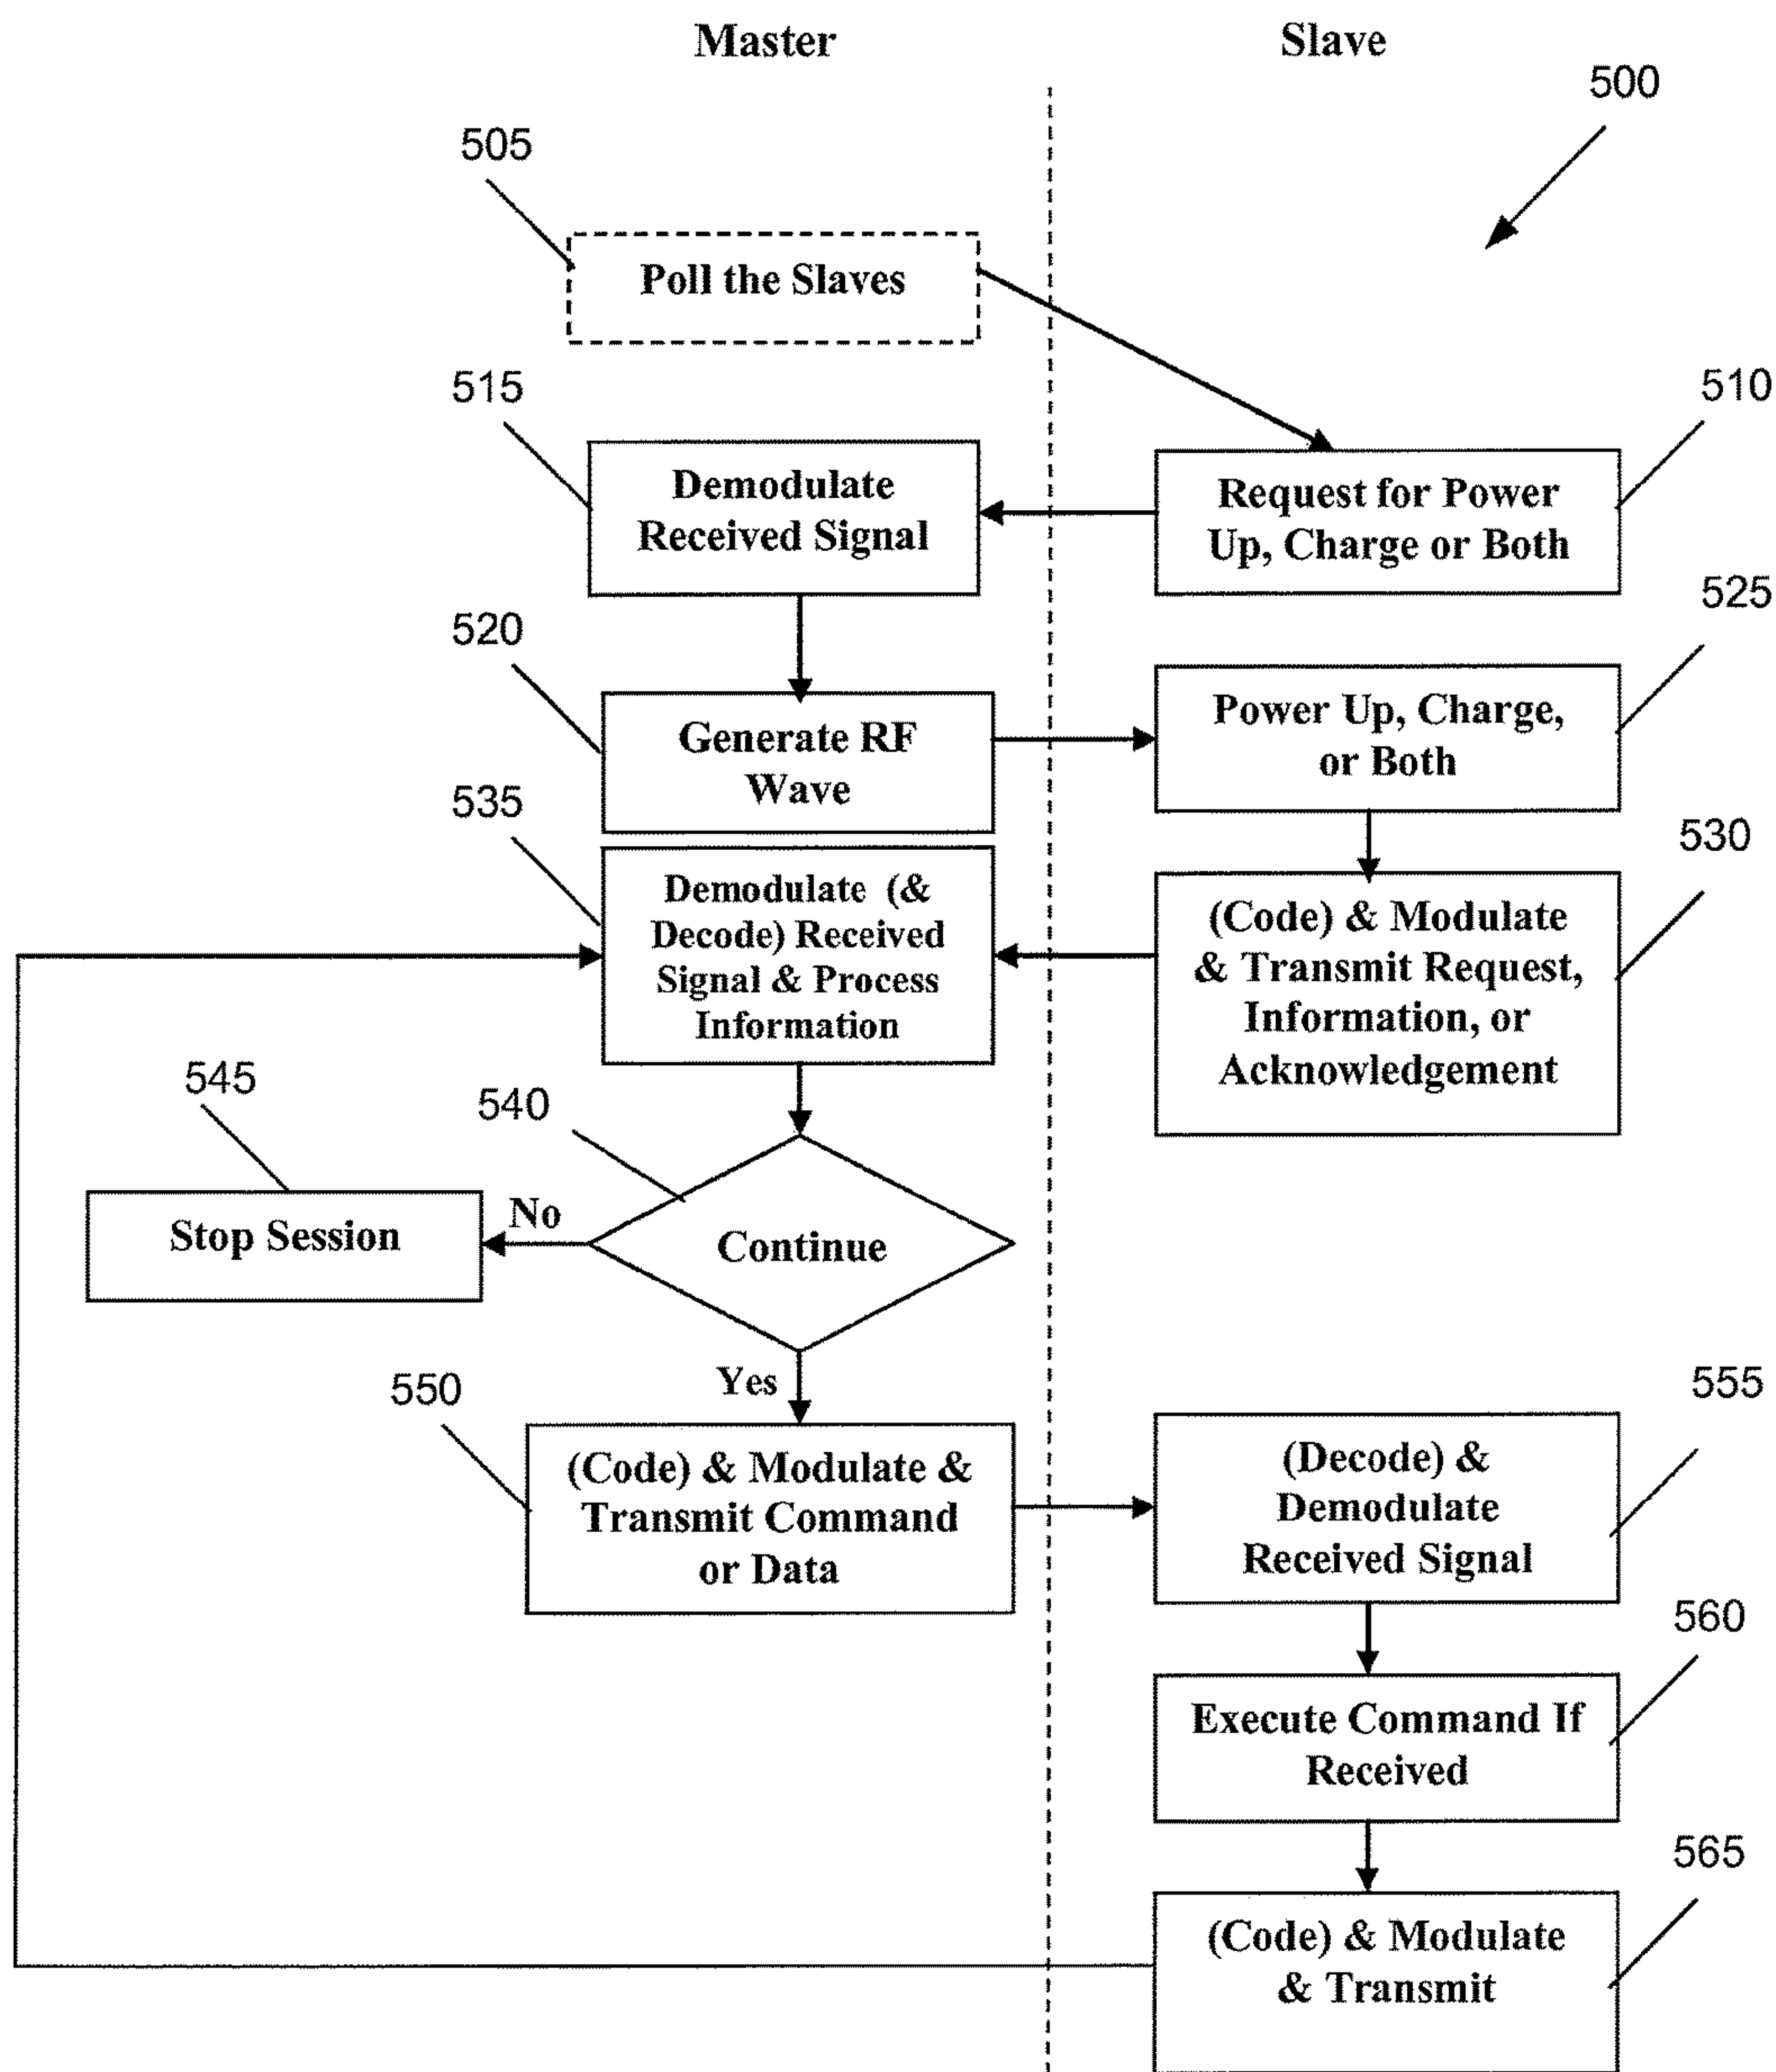 Master
Slave
500
505
Poll the Slaves
515
510
Demodulate
Received Signal
Request for Power
Up, Charge or Both
520
525
Generate RF
Wave
Power Up, Charge,
or Both
535
530
Demodulate (&
Decode) Received
Signal & Process
Information
(Code) & Modulate
& Transmit Request,
Information, or
Acknowledgement
545
540
Stop Session
No
Continue
Yes
550
555
(Code) & Modulate &
Transmit Command
or Data
(Decode) &
Demodulate
Received Signal
560
Execute Command If
Received
565
(Code) & Modulate
& Transmit